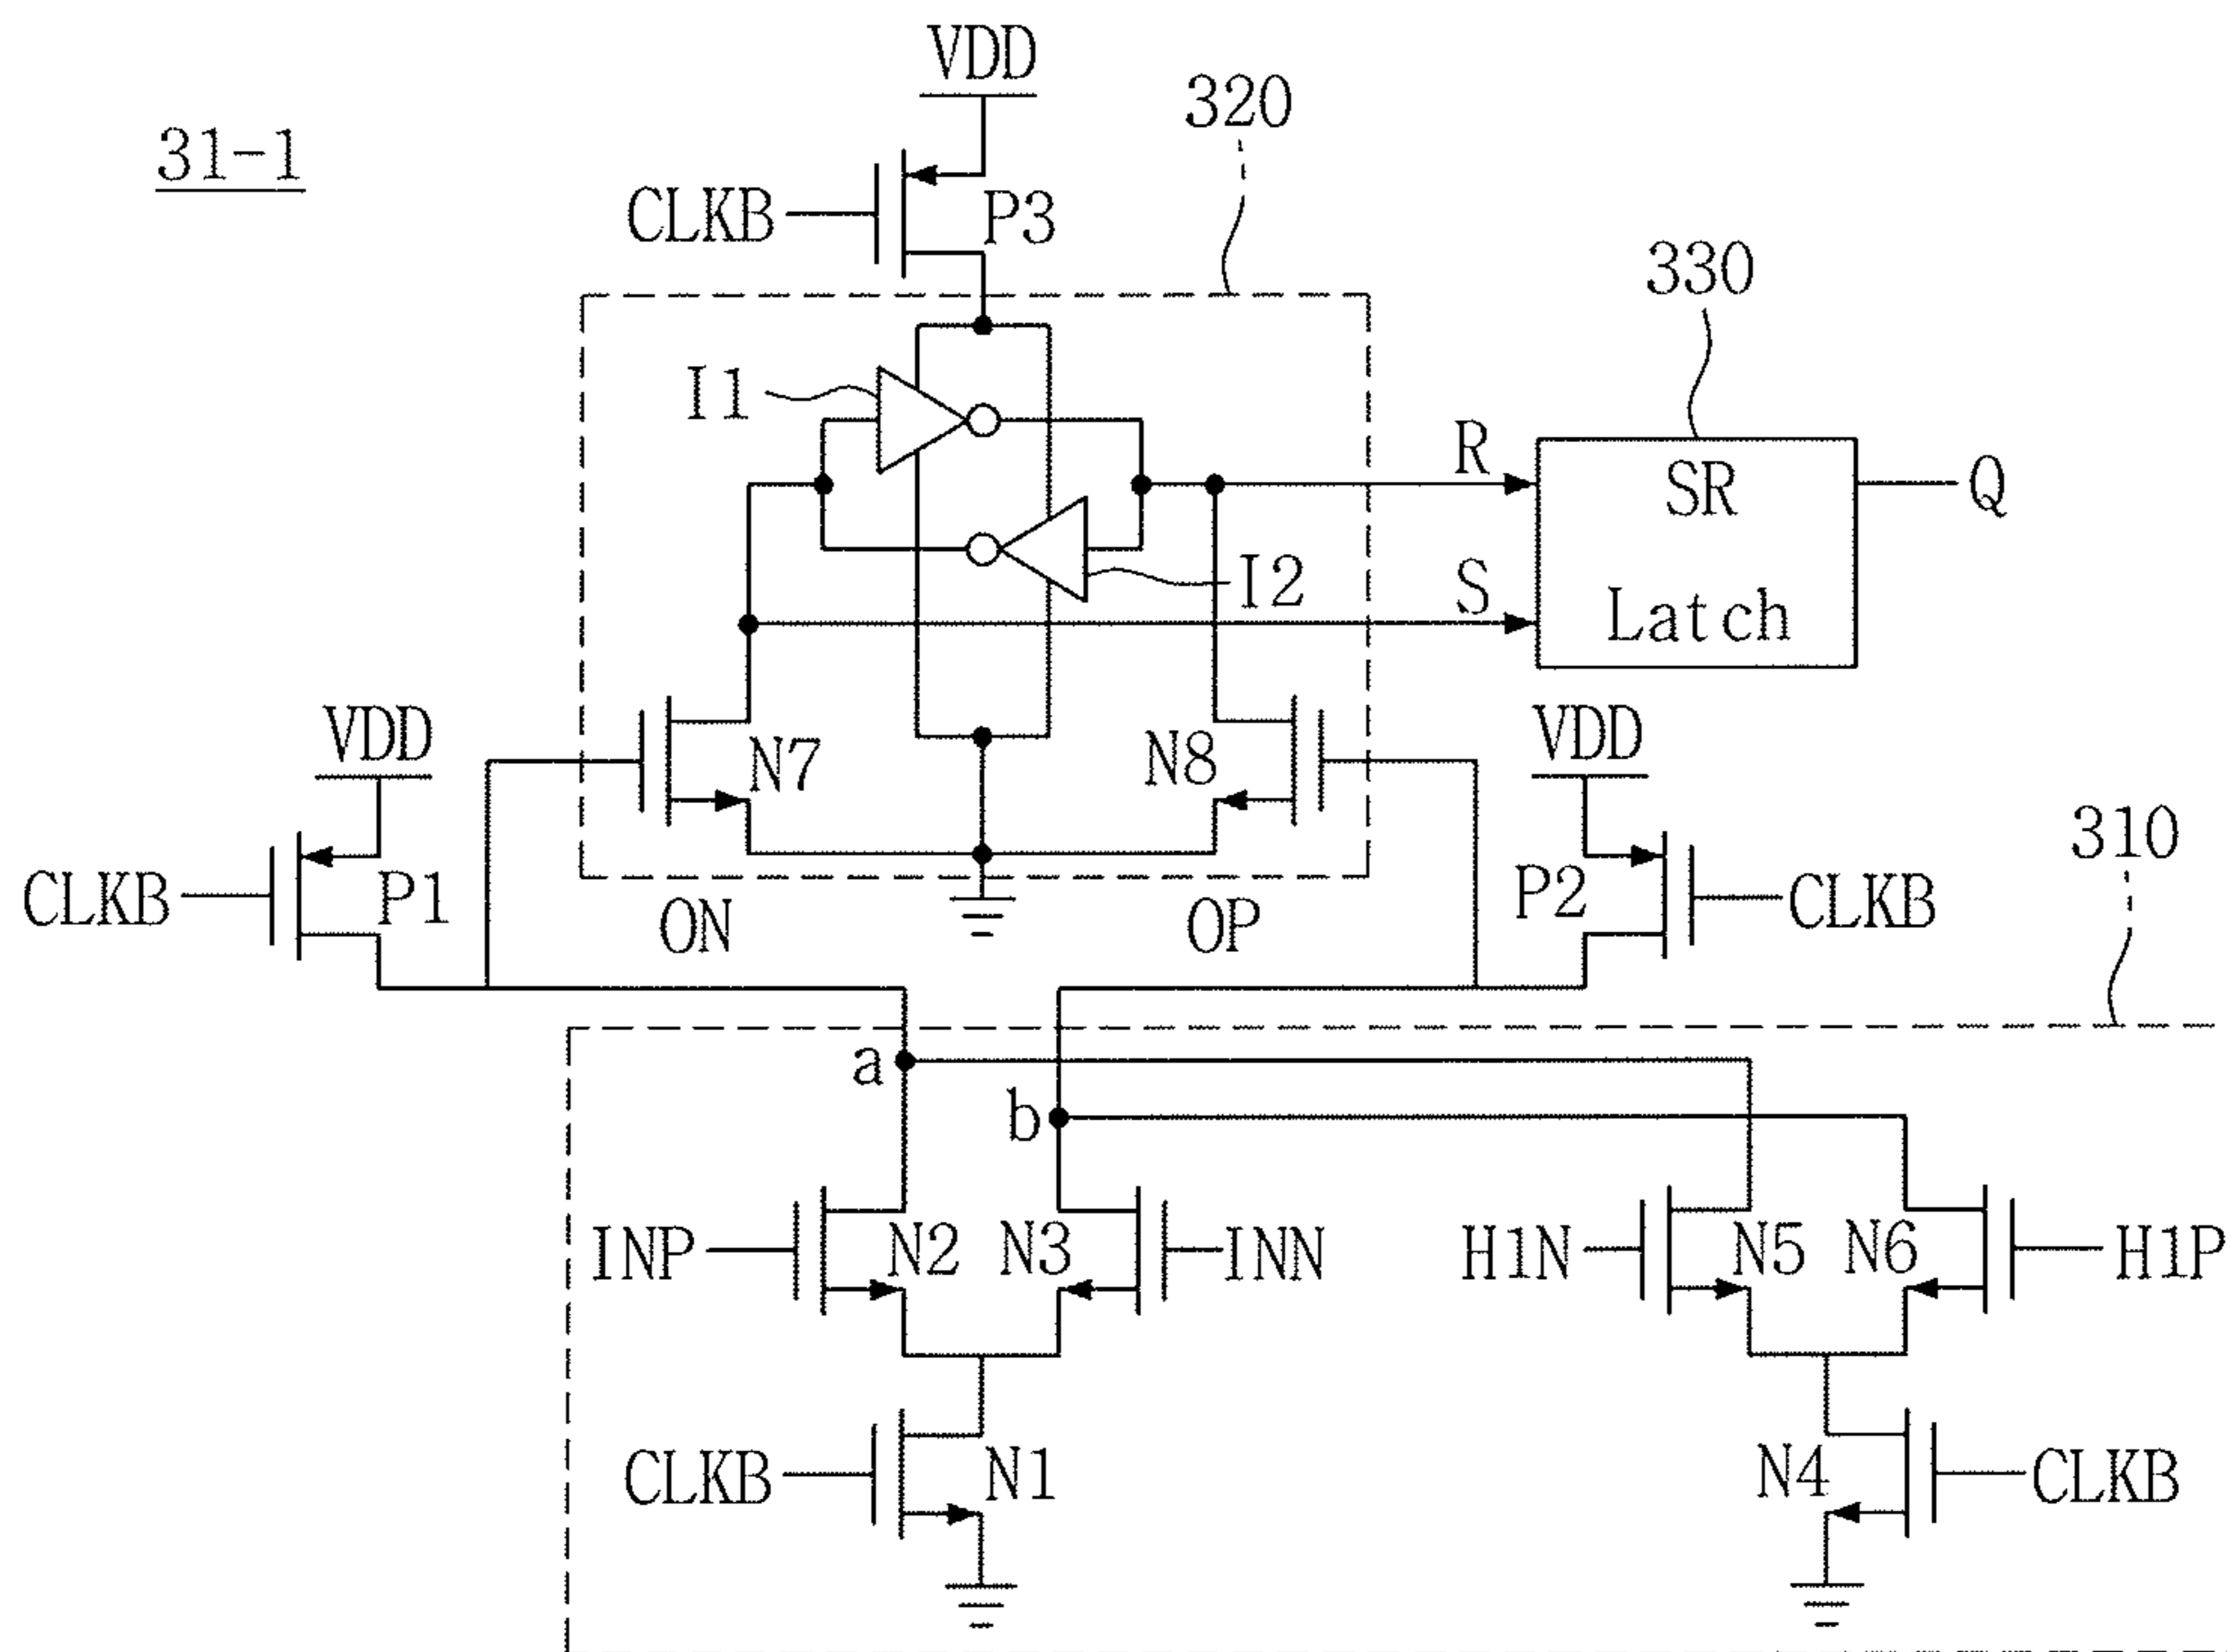 VDD
31-1
320
CLKB
P3
330
I1
R
SR
Q
I2
S
Latch
VDD
N7
N8
VDD
310
CLKB
P1
ON
OP
P2
CLKB
a
b
INP
N2
N3
INN
H1N
N5
N6
H1P
CLKB
N1
N4
CLKB